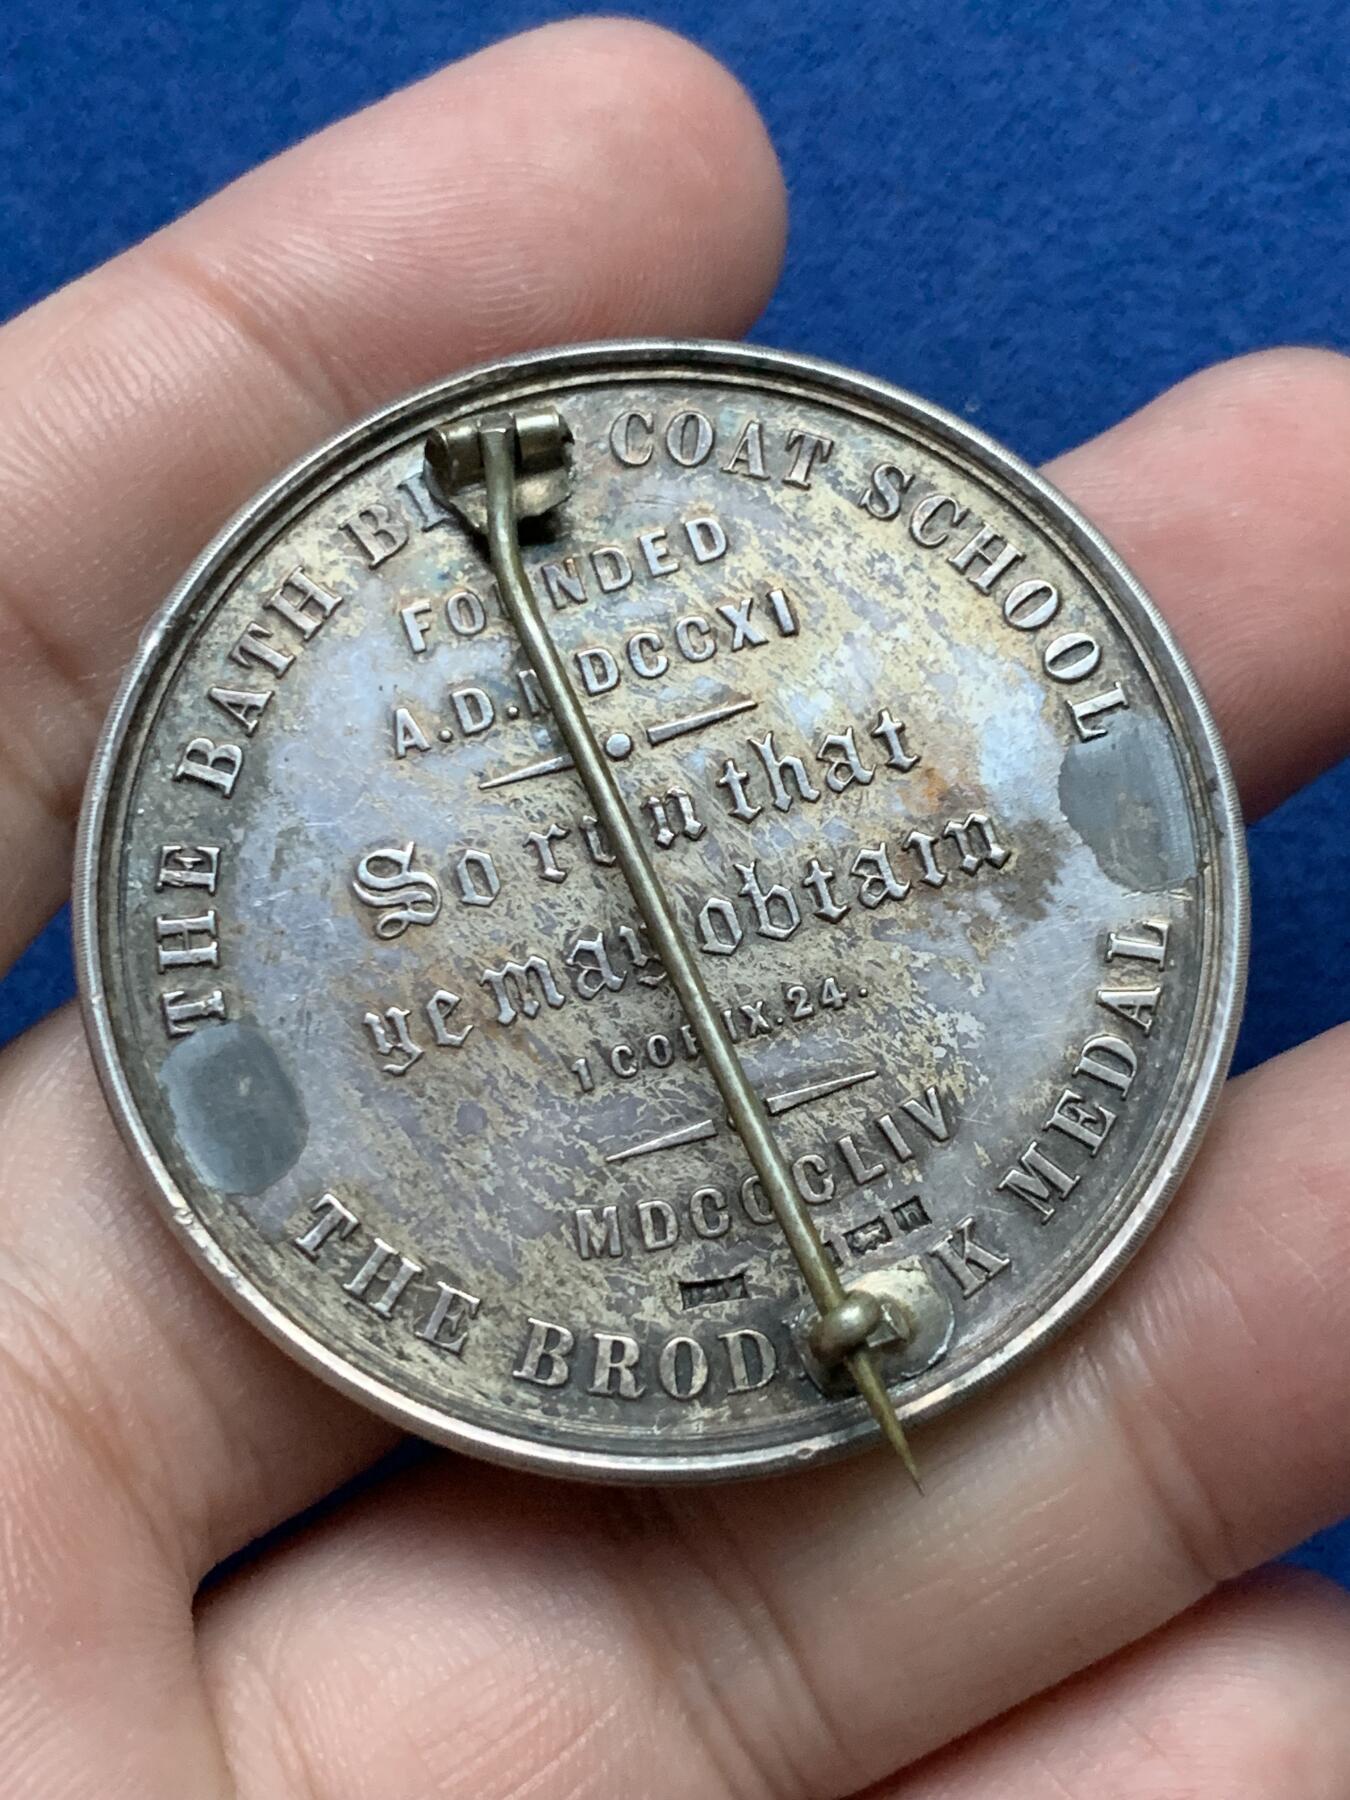 THE BATH BLUE COAT SCHOOL
FOUNDED
A.D.MDCCXI
So run that
ye may obtain
1 COR.IX.24.
MDCCCLIV
THE MEDAL